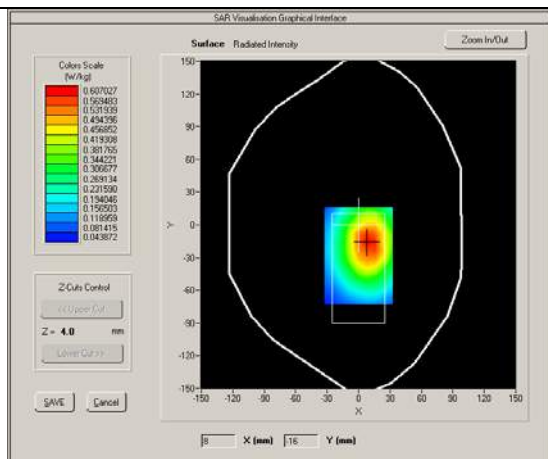 SAR Visualisation Graphical Interface
Surface Radiated Intensity
Zoom In/Out
Colors Scale
(W/kg)
0.607027
0.569483
0.531939
0.494396
0.456852
0.419308
0.381765
0.344221
0.306677
0.269134
0.231590
0.194046
0.156503
0.118959
0.081415
0.043872
150
120
90
60
30
0
-30
-60
-90
-120
-150
Y
-150 -120 -90 -60 -30 0 30 60 90 120 150
X
Z-Cuts Control
<< Upper Cut
Z = 4.0 mm
Lower Cut >>
SAVE Cancel
8 X (mm) -16 Y (mm)